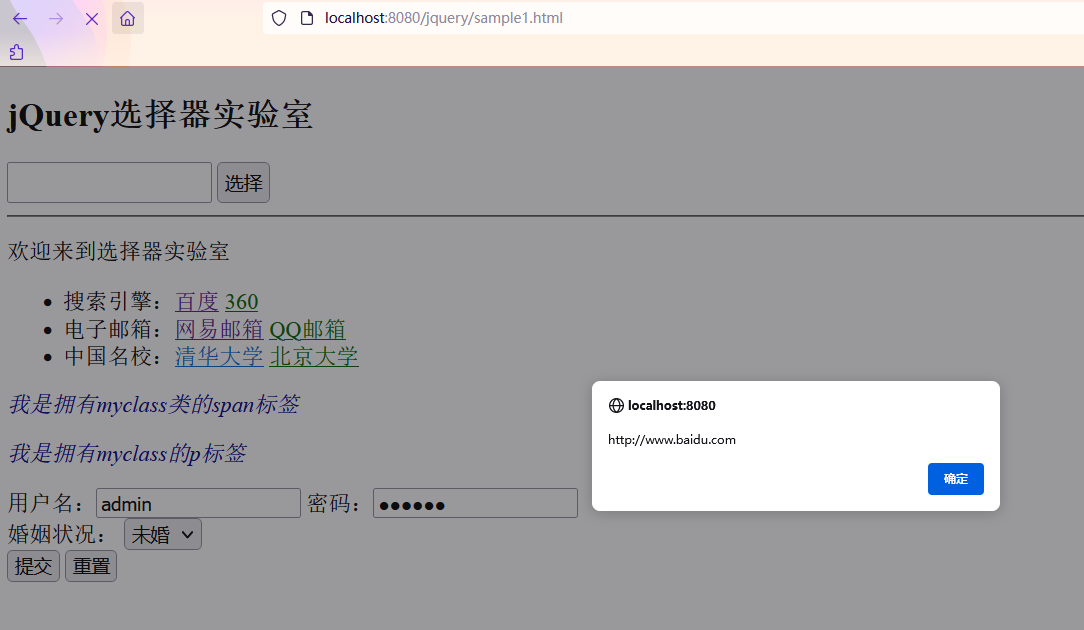 localhost:8080/jquery/sample1.html
jQuery选择器实验室
选择
欢迎来到选择器实验室
搜索引擎：百度 360
电子邮箱：网易邮箱 QQ邮箱
中国名校：清华大学 北京大学
我是拥有myclass类的span标签
我是拥有myclass的p标签
localhost:8080
http://www.baidu.com
确定
用户名：admin 密码：●●●●●●
婚姻状况： 未婚
提交 重置